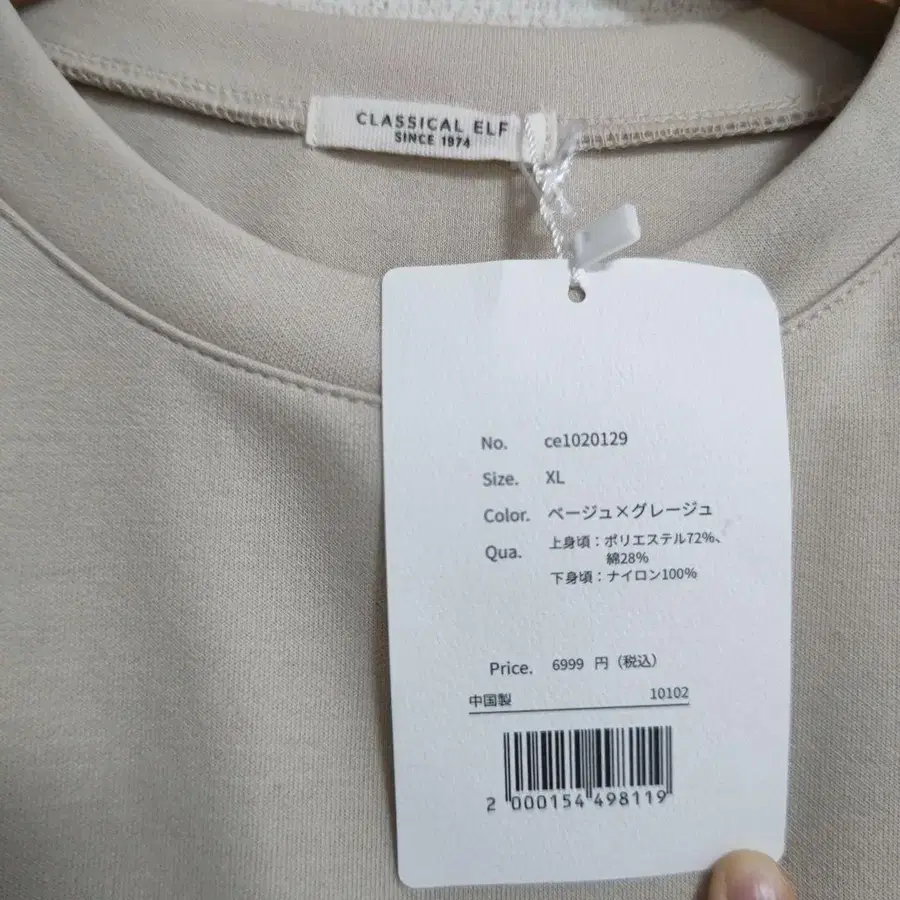 CLASSICAL ELF
SINCE 1974
No. ce1020129
Size. XL
Color. ベージュ×グレージュ
Qua. 上身頃：ポリエステル72%、
綿28%
下身頃：ナイロン100%
Price. 6999 円（税込）
中国製 10102
2 000154 498119